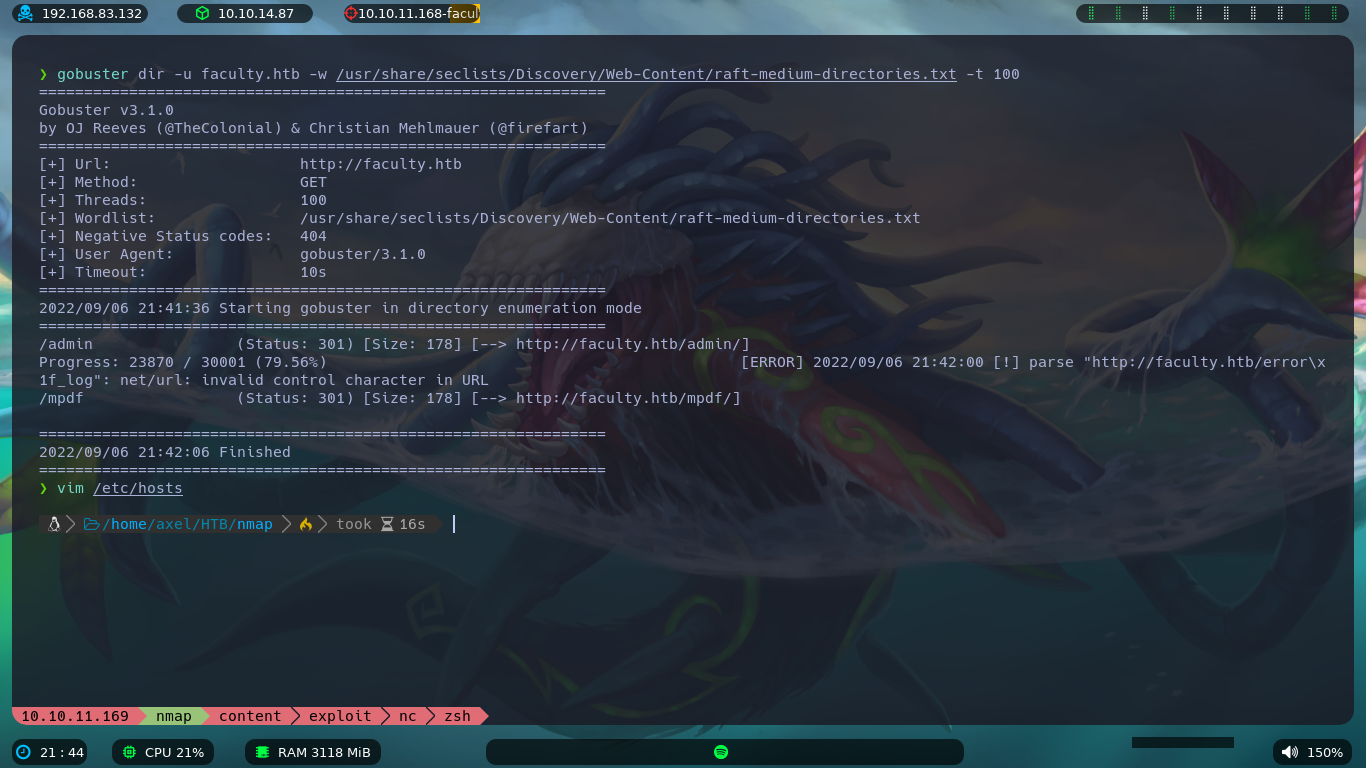 192.168.83.132 10.10.14.87 10.10.11.168-facul
❯ gobuster dir -u faculty.htb -w /usr/share/seclists/Discovery/Web-Content/raft-medium-directories.txt -t 100
===============================================================
Gobuster v3.1.0
by OJ Reeves (@TheColonial) & Christian Mehlmauer (@firefart)
===============================================================
[+] Url: http://faculty.htb
[+] Method: GET
[+] Threads: 100
[+] Wordlist: /usr/share/seclists/Discovery/Web-Content/raft-medium-directories.txt
[+] Negative Status codes: 404
[+] User Agent: gobuster/3.1.0
[+] Timeout: 10s
===============================================================
2022/09/06 21:41:36 Starting gobuster in directory enumeration mode
===============================================================
/admin (Status: 301) [Size: 178] [--> http://faculty.htb/admin/]
Progress: 23870 / 30001 (79.56%) [ERROR] 2022/09/06 21:42:00 [!] parse "http://faculty.htb/error\x
1f_log": net/url: invalid control character in URL
/mpdf (Status: 301) [Size: 178] [--> http://faculty.htb/mpdf/]
===============================================================
2022/09/06 21:42:06 Finished
===============================================================
❯ vim /etc/hosts
/home/axel/HTB/nmap took 16s
10.10.11.169 nmap content exploit nc zsh
21 : 44 CPU 21% RAM 3118 MiB 150%